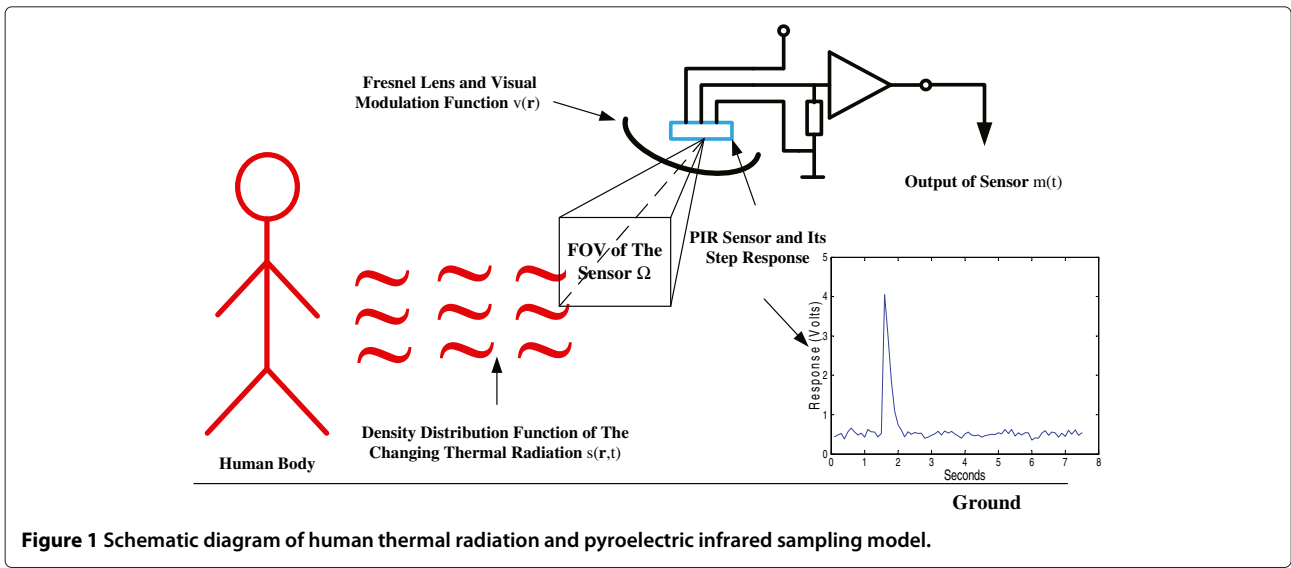 Fresnel Lens and Visual
Modulation Function v(r)
Output of Sensor m(t)
FOV of The
Sensor Ω
PIR Sensor and Its
Step Response
Density Distribution Function of The
Changing Thermal Radiation s(r,t)
Human Body
Response (Volts)
5
4
3
2
1
0
0 1 2 3 4 5 6 7 8
Seconds
Ground
Figure 1 Schematic diagram of human thermal radiation and pyroelectric infrared sampling model.